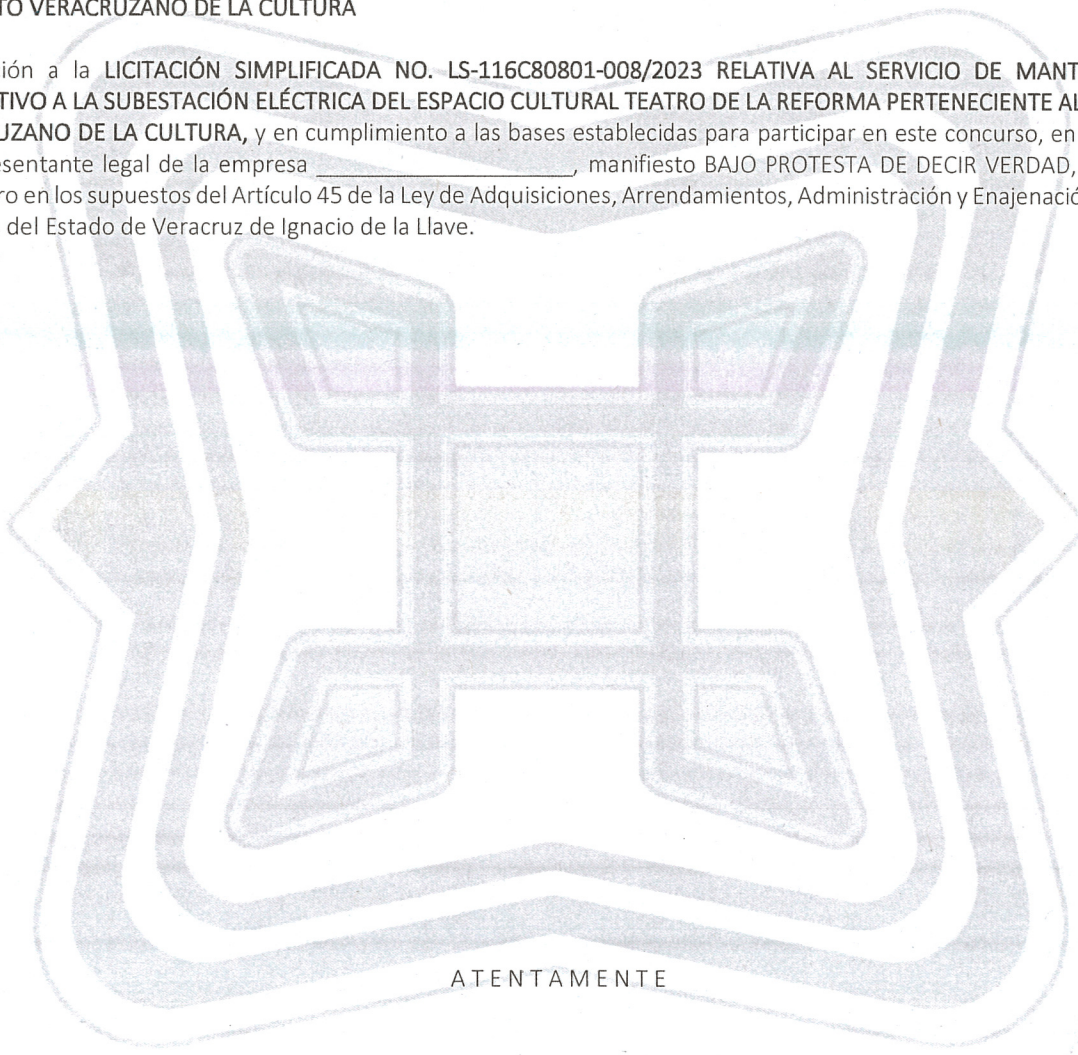 TO VERACRUZANO DE LA CULTURA
ión a la LICITACIÓN SIMPLIFICADA NO. LS-116C80801-008/2023 RELATIVA AL SERVICIO DE MANT
TIVO A LA SUBESTACIÓN ELÉCTRICA DEL ESPACIO CULTURAL TEATRO DE LA REFORMA PERTENECIENTE AL
UZANO DE LA CULTURA, y en cumplimiento a las bases establecidas para participar en este concurso, en
esentante legal de la empresa ____________________, manifiesto BAJO PROTESTA DE DECIR VERDAD,
ro en los supuestos del Artículo 45 de la Ley de Adquisiciones, Arrendamientos, Administración y Enajenació
del Estado de Veracruz de Ignacio de la Llave.
ATENTAMENTE